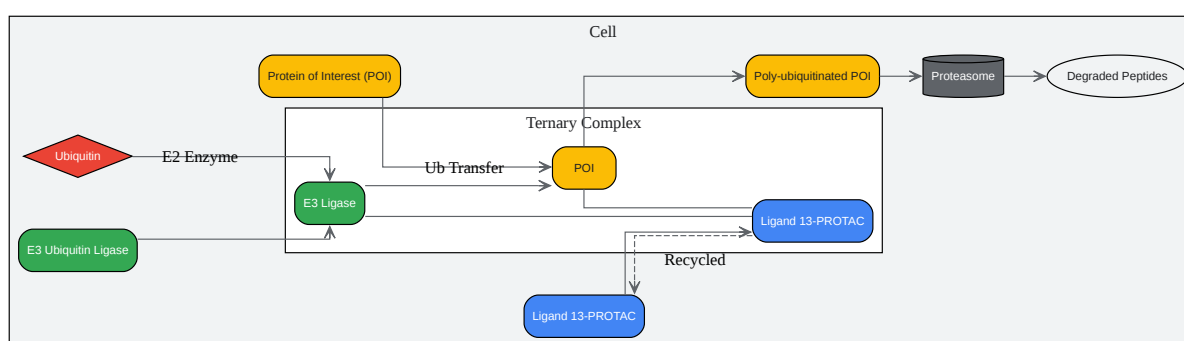 Cell
Protein of Interest (POI)
Poly-ubiquitinated POI
Proteasome
Degraded Peptides
Ternary Complex
Ubiquitin
E2 Enzyme
Ub Transfer
POI
E3 Ligase
Ligand 13-PROTAC
E3 Ubiquitin Ligase
Recycled
Ligand 13-PROTAC